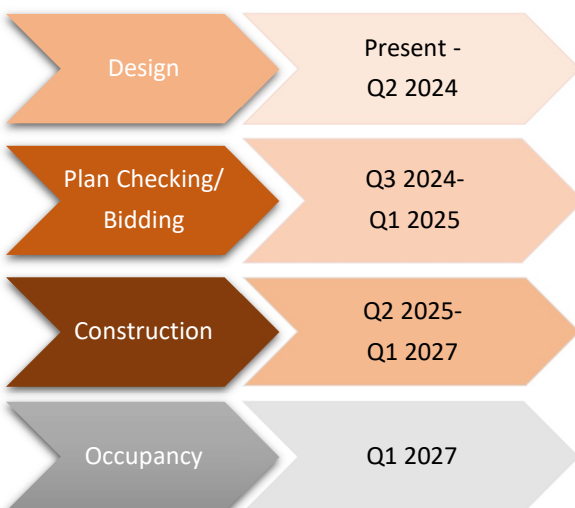 Design
Present -
Q2 2024
Plan Checking/
Bidding
Q3 2024-
Q1 2025
Construction
Q2 2025-
Q1 2027
Occupancy
Q1 2027